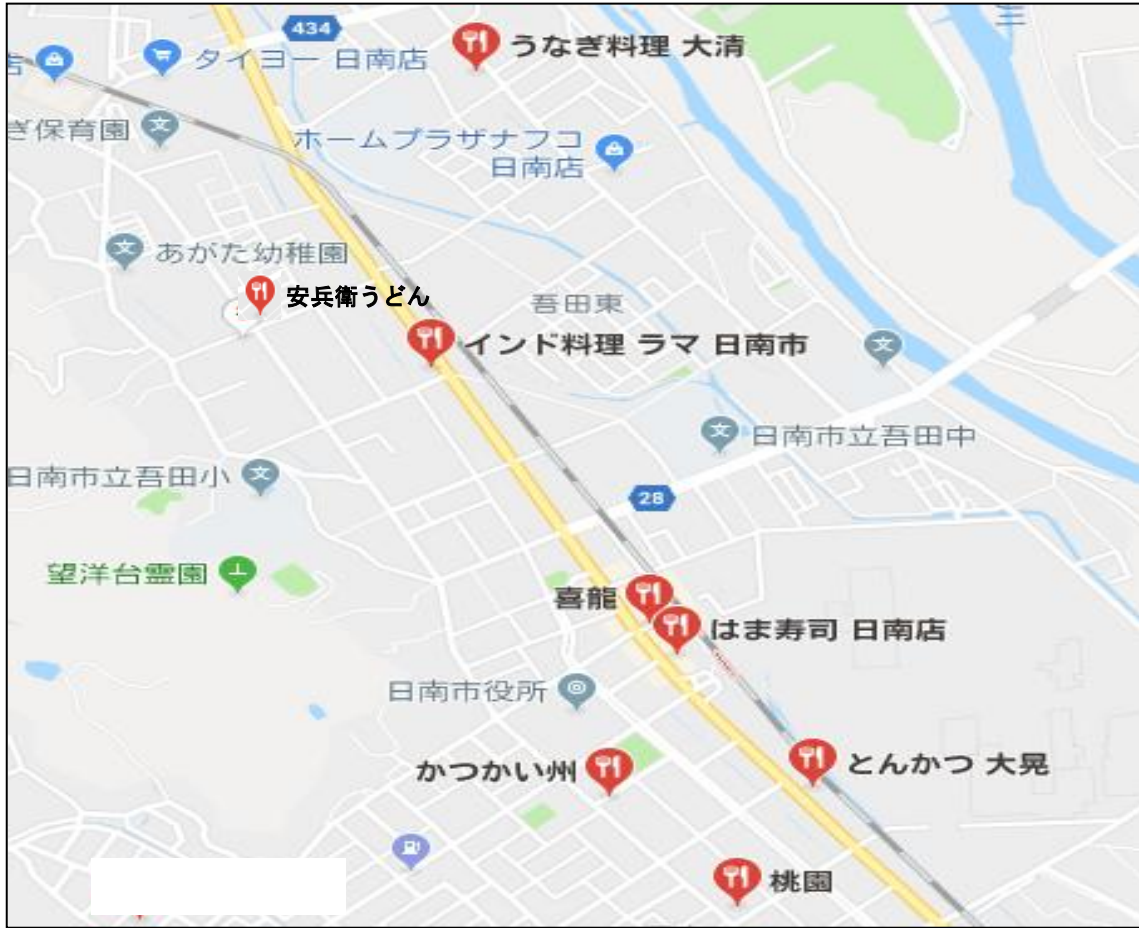 434
うなぎ料理 大清
店
タイヨー 日南店
ぎ保育園
ホームプラザナフコ
日南店
あがた幼稚園
安兵衛うどん
吾田東
インド料理 ラマ 日南市
日南市立吾田中
日南市立吾田小
28
望洋台霊園
喜龍
はま寿司 日南店
日南市役所
かつかい州
とんかつ 大晃
桃園